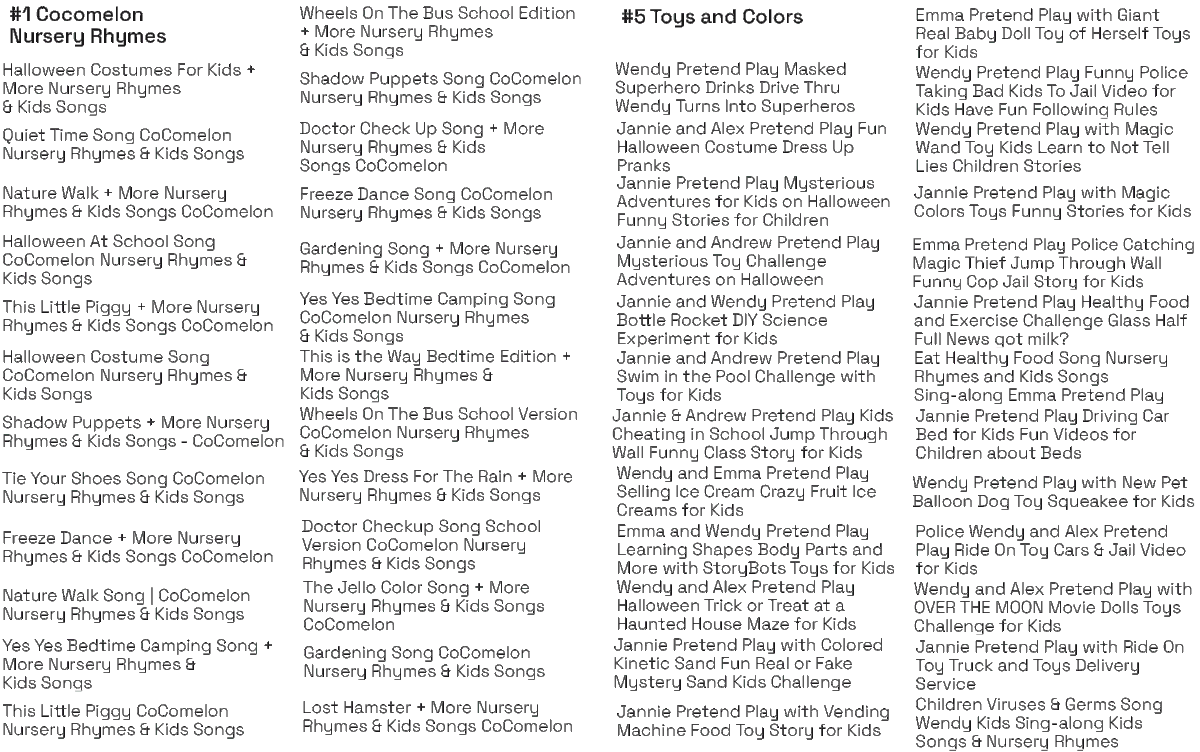 #1 Cocomelon
Nursery Rhymes
Halloween Costumes For Kids +
More Nursery Rhymes
& Kids Songs
Quiet Time Song CoComelon
Nursery Rhymes & Kids Songs
Nature Walk + More Nursery
Rhymes & Kids Songs CoComelon
Halloween At School Song
CoComelon Nursery Rhymes &
Kids Songs
This Little Piggy + More Nursery
Rhymes & Kids Songs CoComelon
Halloween Costume Song
CoComelon Nursery Rhymes &
Kids Songs
Shadow Puppets + More Nursery
Rhymes & Kids Songs - CoComelon
Tie Your Shoes Song CoComelon
Nursery Rhymes & Kids Songs
Freeze Dance + More Nursery
Rhymes & Kids Songs CoComelon
Nature Walk Song | CoComelon
Nursery Rhymes & Kids Songs
Yes Yes Bedtime Camping Song +
More Nursery Rhymes &
Kids Songs
This Little Piggy CoComelon
Nursery Rhymes & Kids Songs
Wheels On The Bus School Edition
+ More Nursery Rhymes
& Kids Songs
Shadow Puppets Song CoComelon
Nursery Rhymes & Kids Songs
Doctor Check Up Song + More
Nursery Rhymes & Kids
Songs CoComelon
Freeze Dance Song CoComelon
Nursery Rhymes & Kids Songs
Gardening Song + More Nursery
Rhymes & Kids Songs CoComelon
Yes Yes Bedtime Camping Song
CoComelon Nursery Rhymes
& Kids Songs
This is the Way Bedtime Edition +
More Nursery Rhymes &
Kids Songs
Wheels On The Bus School Version
CoComelon Nursery Rhymes
& Kids Songs
Yes Yes Dress For The Rain + More
Nursery Rhymes & Kids Songs
Doctor Checkup Song School
Version CoComelon Nursery
Rhymes & Kids Songs
The Jello Color Song + More
Nursery Rhymes & Kids Songs
CoComelon
Gardening Song CoComelon
Nursery Rhymes & Kids Songs
Lost Hamster + More Nursery
Rhymes & Kids Songs CoComelon
#5 Toys and Colors
Wendy Pretend Play Masked
Superhero Drinks Drive Thru
Wendy Turns Into Superheros
Jannie and Alex Pretend Play Fun
Halloween Costume Dress Up
Pranks
Jannie Pretend Play Mysterious
Adventures for Kids on Halloween
Funny Stories for Children
Jannie and Andrew Pretend Play
Mysterious Toy Challenge
Adventures on Halloween
Jannie and Wendy Pretend Play
Bottle Rocket DIY Science
Experiment for Kids
Jannie and Andrew Pretend Play
Swim in the Pool Challenge with
Toys for Kids
Jannie & Andrew Pretend Play Kids
Cheating in School Jump Through
Wall Funny Class Story for Kids
Wendy and Emma Pretend Play
Selling Ice Cream Crazy Fruit Ice
Creams for Kids
Emma and Wendy Pretend Play
Learning Shapes Body Parts and
More with StoryBots Toys for Kids
Wendy and Alex Pretend Play
Halloween Trick or Treat at a
Haunted House Maze for Kids
Jannie Pretend Play with Colored
Kinetic Sand Fun Real or Fake
Mystery Sand Kids Challenge
Jannie Pretend Play with Vending
Machine Food Toy Story for Kids
Emma Pretend Play with Giant
Real Baby Doll Toy of Herself Toys
for Kids
Wendy Pretend Play Funny Police
Taking Bad Kids To Jail Video for
Kids Have Fun Following Rules
Wendy Pretend Play with Magic
Wand Toy Kids Learn to Not Tell
Lies Children Stories
Jannie Pretend Play with Magic
Colors Toys Funny Stories for Kids
Emma Pretend Play Police Catching
Magic Thief Jump Through Wall
Funny Cop Jail Story for Kids
Jannie Pretend Play Healthy Food
and Exercise Challenge Glass Half
Full News got milk?
Eat Healthy Food Song Nursery
Rhymes and Kids Songs
Sing-along Emma Pretend Play
Jannie Pretend Play Driving Car
Bed for Kids Fun Videos for
Children about Beds
Wendy Pretend Play with New Pet
Balloon Dog Toy Squeakee for Kids
Police Wendy and Alex Pretend
Play Ride On Toy Cars & Jail Video
for Kids
Wendy and Alex Pretend Play with
OVER THE MOON Movie Dolls Toys
Challenge for Kids
Jannie Pretend Play with Ride On
Toy Truck and Toys Delivery
Service
Children Viruses & Germs Song
Wendy Kids Sing-along Kids
Songs & Nursery Rhymes